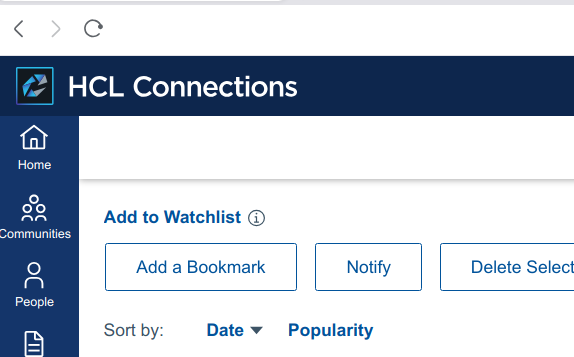 HCL Connections
Home
Communities
People
Add to Watchlist
Add a Bookmark
Notify
Delete Select
Sort by:
Date
Popularity